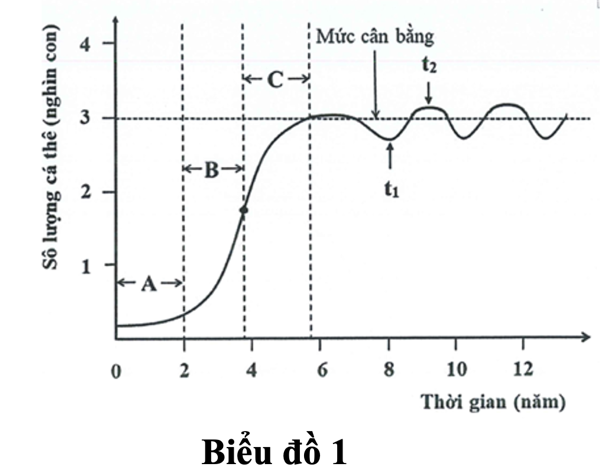 Số lượng cá thể (nghìn con)
4
3
2
1
Mức cân bằng
t2
C
B
t1
A
0 2 4 6 8 10 12
Thời gian (năm)
Biểu đồ 1